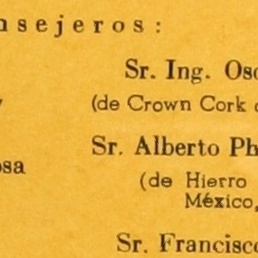 nsejeros:
Sr. Ing. Osc
(de Crown Cork
Sr. Alberto Ph
osa
(de Hierro
México,
Sr. Francisco